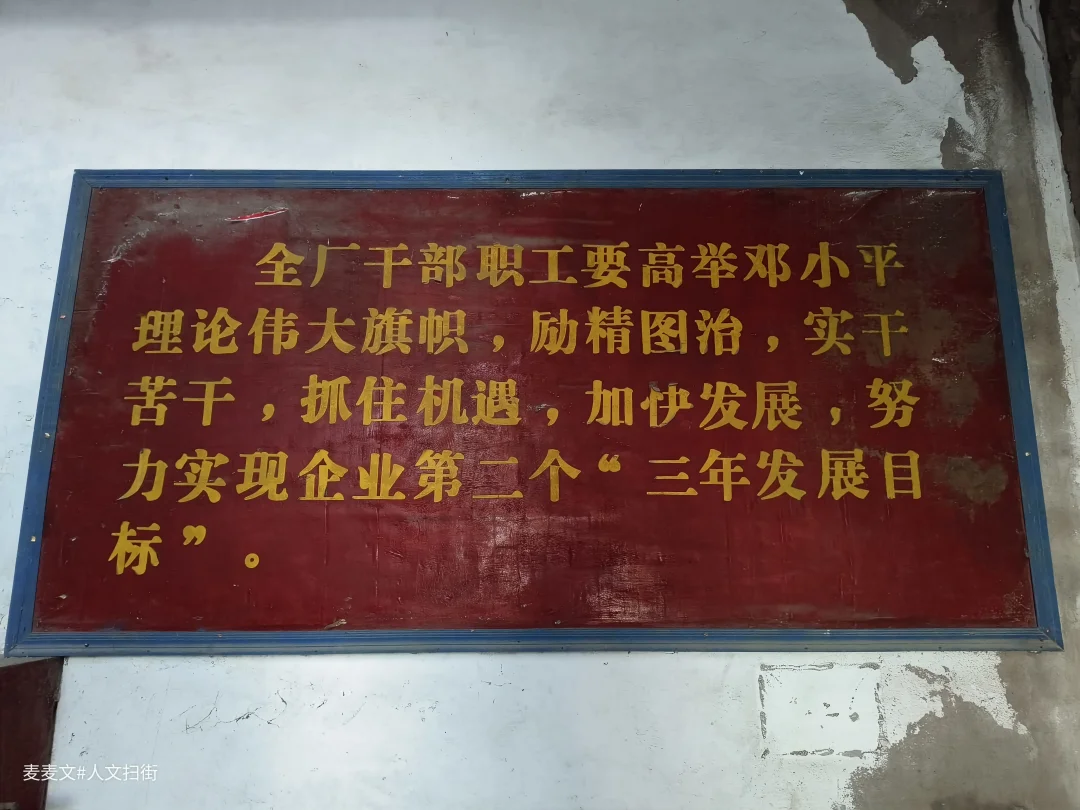 全厂干部职工要高举邓小平
理论伟大旗帜，励精图治，实干
苦干，抓住机遇，加快发展，努
力实现企业第二个“三年发展目
标”。
麦麦文#人文扫街